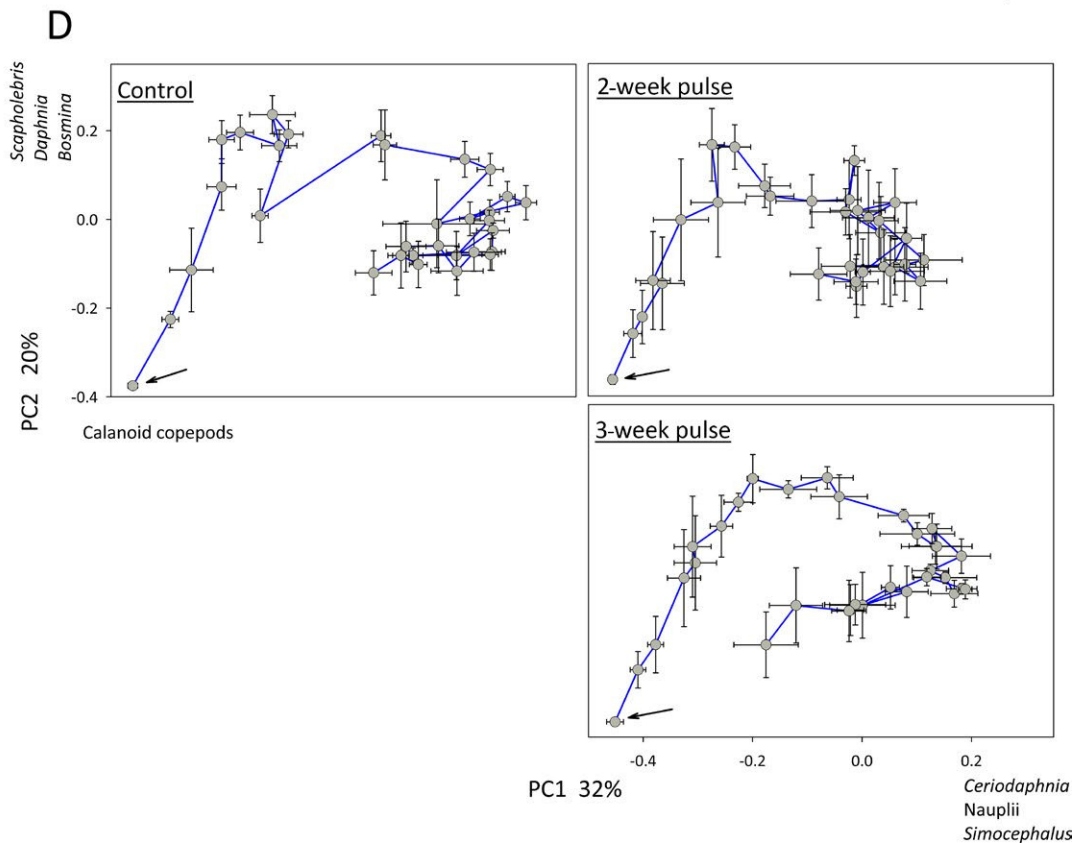 D
Scapholebris
Daphnia
Bosmina
Control
2-week pulse
0.2
0.0
-0.2
-0.4
PC2 20%
Calanoid copepods
3-week pulse
-0.4
-0.2
0.0
0.2
PC1 32%
Ceriodaphnia
Nauplii
Simocephalus